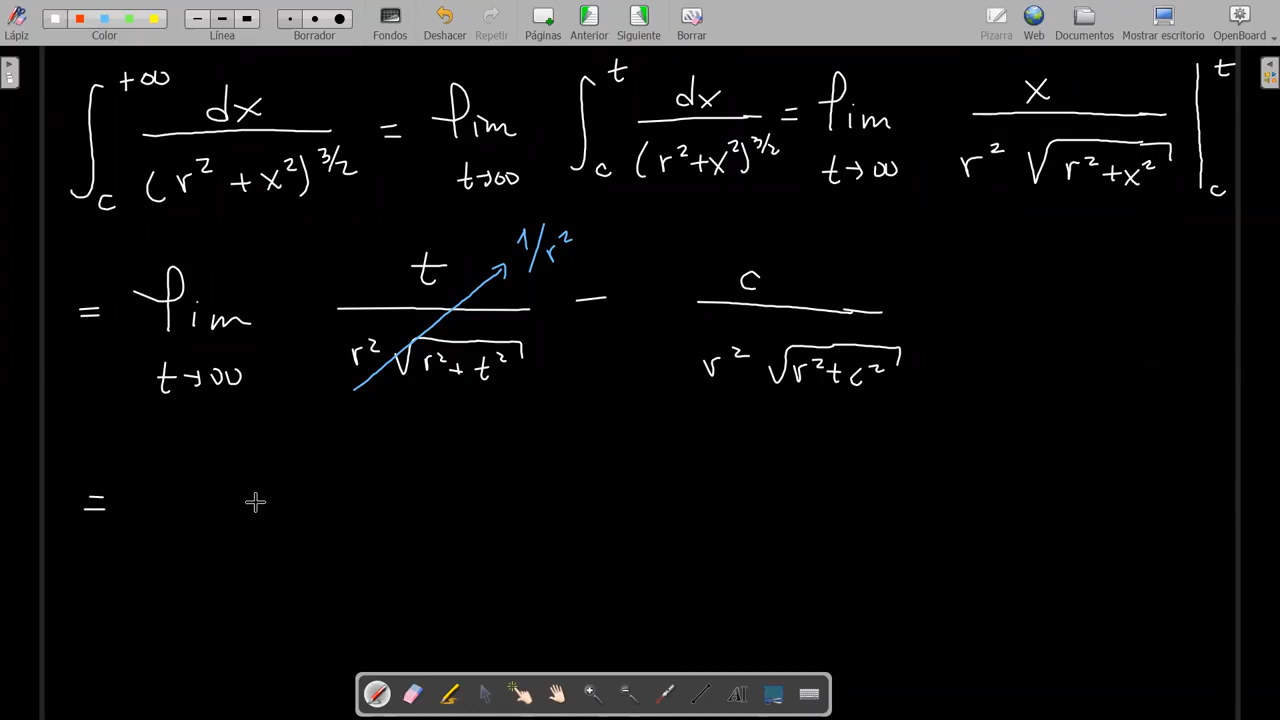 Lápiz Color Línea Borrador Fondos Deshacer Repetir Páginas Anterior Siguiente Borrar Pizarra Web Documentos Mostrar escritorio OpenBoard
∫_c^{+∞} dx/(r² + x²)^{3/2} = lim_{t→∞} ∫_c^t dx/(r²+x²)^{3/2} = lim_{t→∞} x/(r² √(r²+x²)) |_c^t
= lim_{t→∞} t/(r² √(r²+t²)) 1/r² − c/(r² √(r²+c²))
=
AI